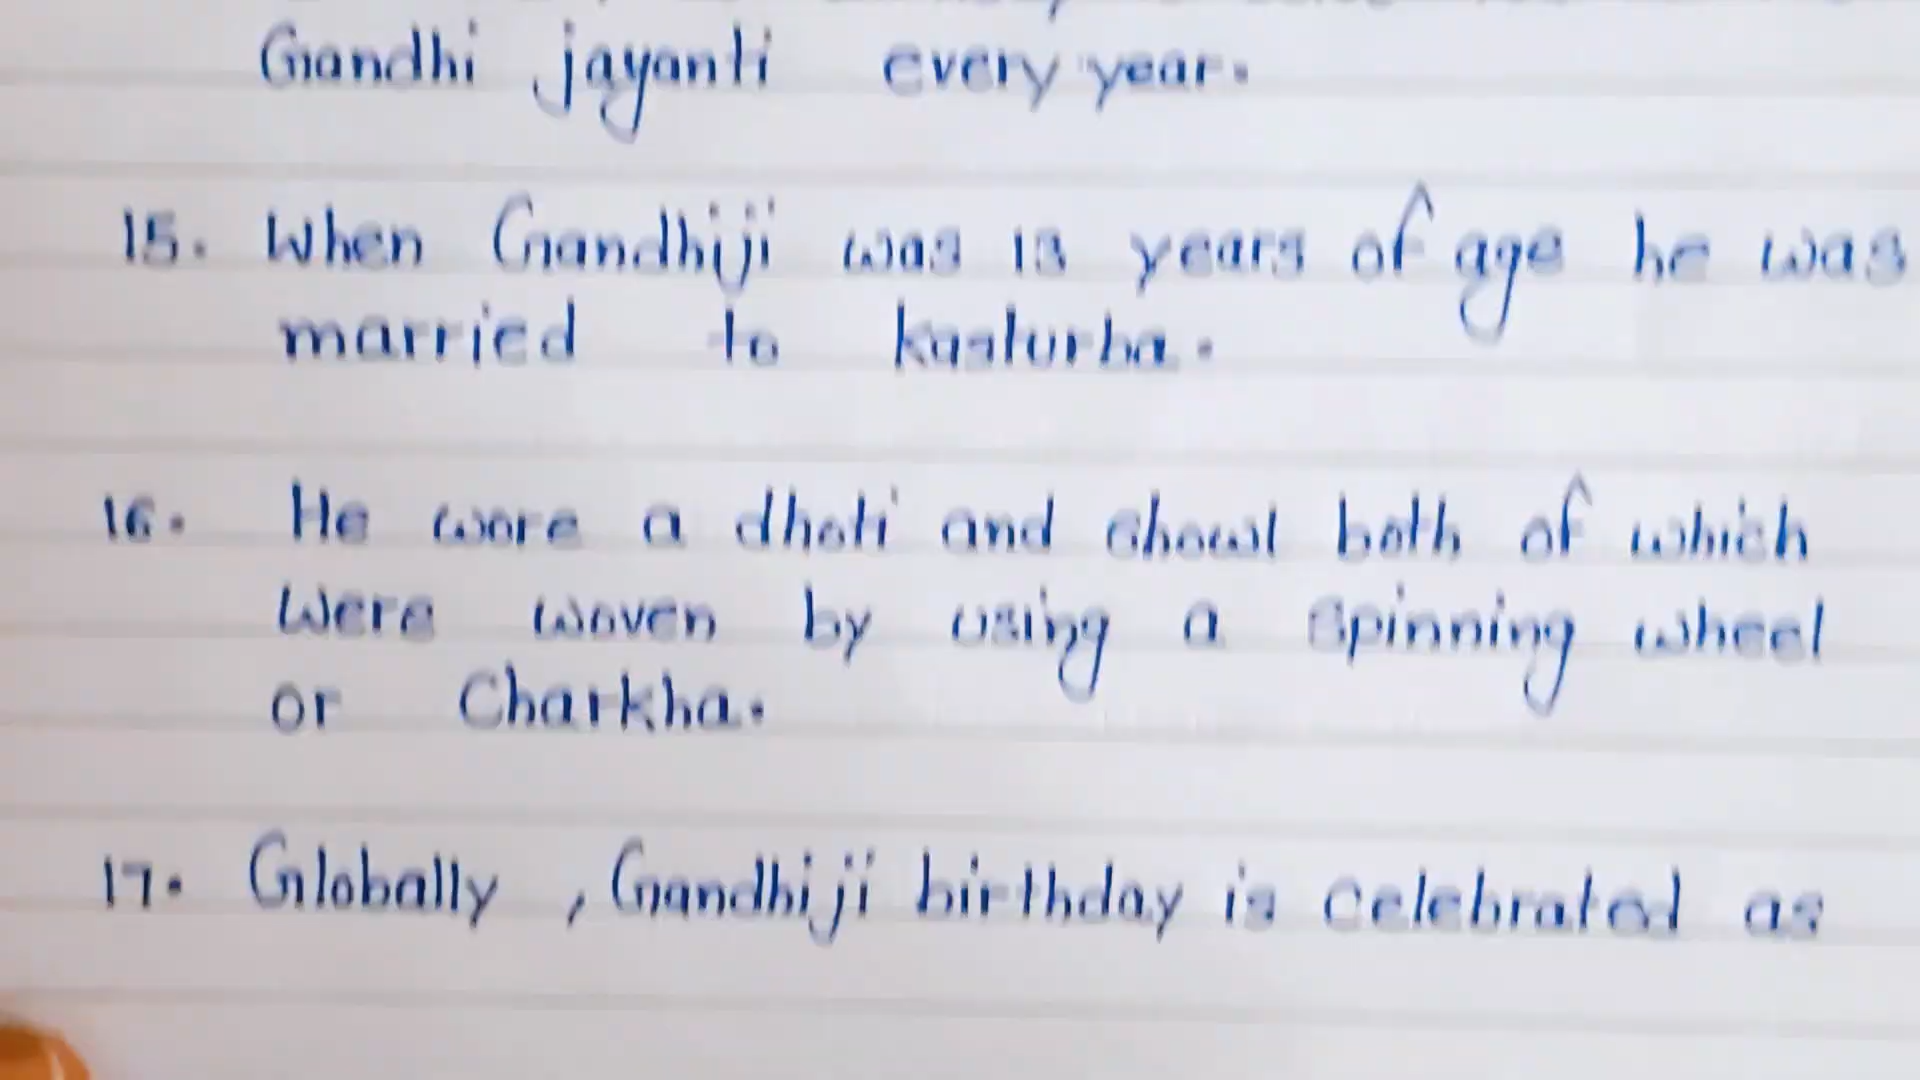 Gandhi jayanti every year.
15. When Gandhiji was 13 years of age he was
married to kasturba.
16. He wore a dhoti and showl both of which
were woven by using a spinning wheel
or Charkha.
17. Globally, Gandhiji birthday is celebrated as